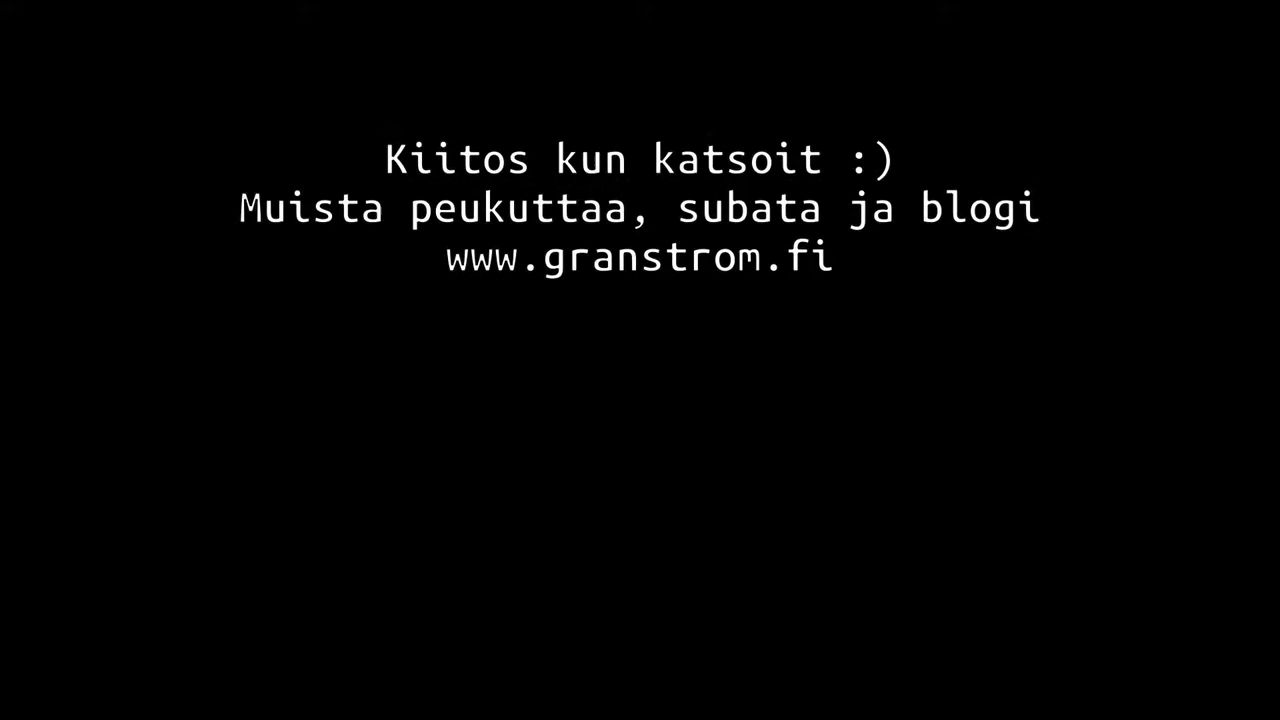 Kiitos kun katsoit :)
Muista peukuttaa, subata ja blogi
www.granstrom.fi